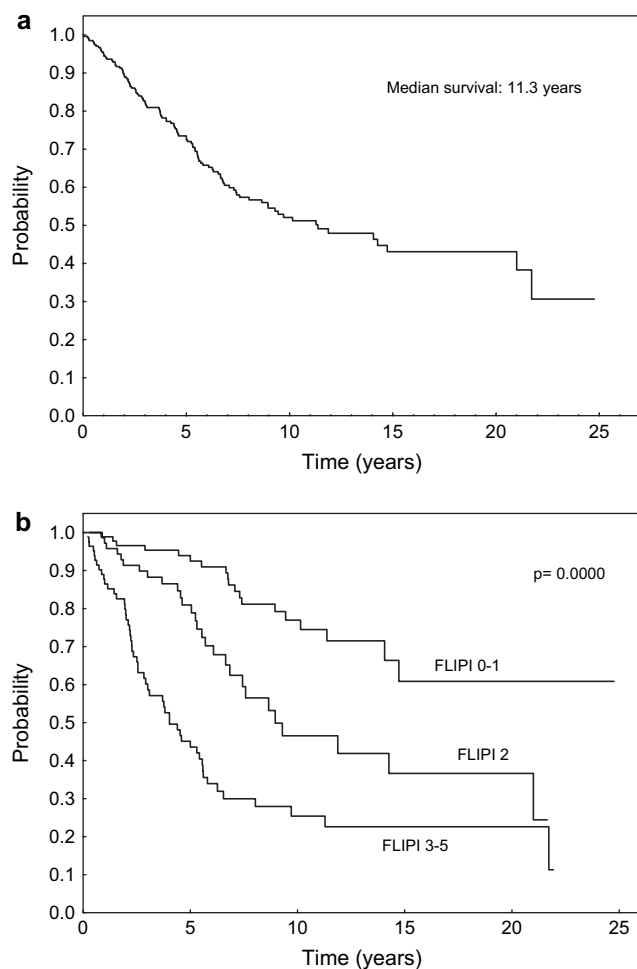 a
1.0
0.9
0.8
0.7
0.6
0.5
0.4
0.3
0.2
0.1
0.0
Probability
Median survival: 11.3 years
0 5 10 15 20 25
Time (years)
b
1.0
0.9
0.8
0.7
0.6
0.5
0.4
0.3
0.2
0.1
0.0
Probability
p= 0.0000
FLIPI 0-1
FLIPI 2
FLIPI 3-5
0 5 10 15 20 25
Time (years)